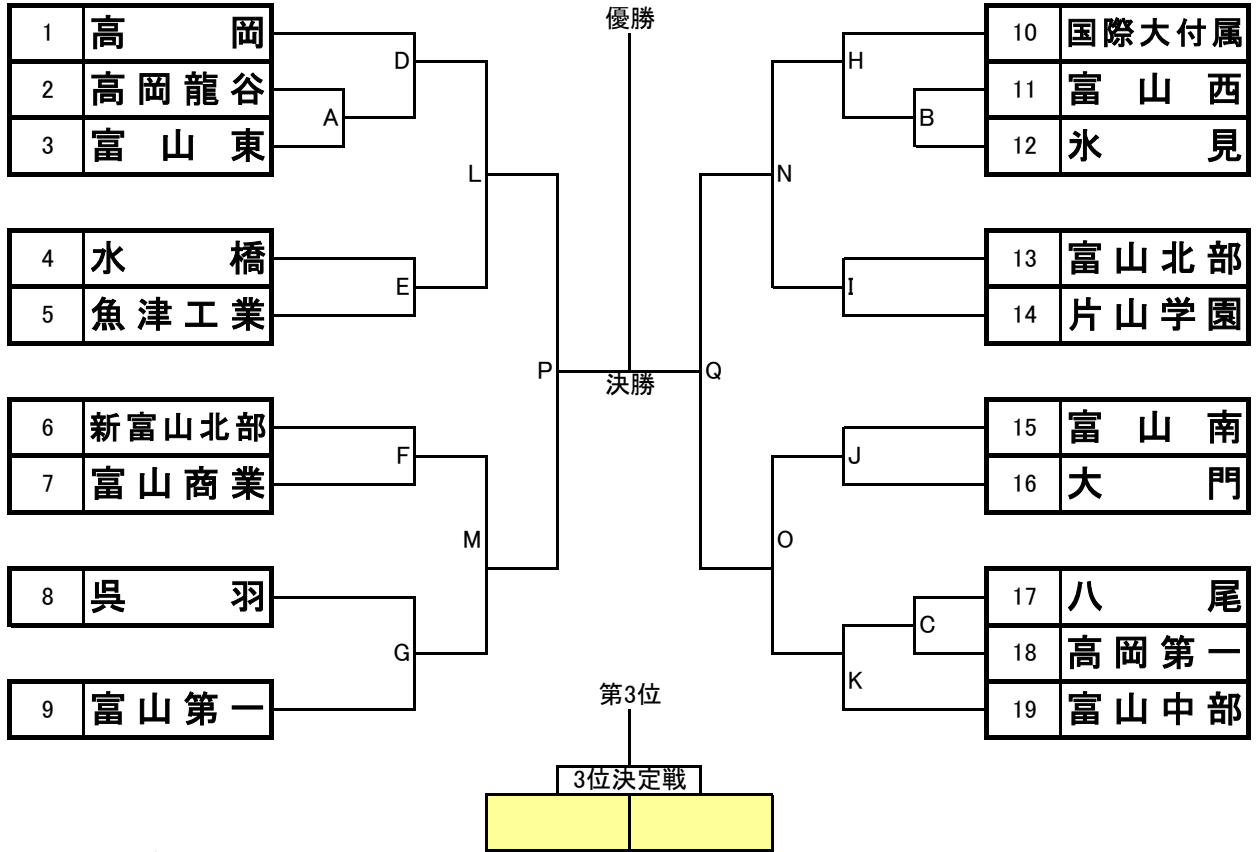 優勝
1 高岡
2 高岡龍谷
3 富山東
4 水橋
5 魚津工業
6 新富山北部
7 富山商業
8 呉羽
9 富山第一
D
A
L
E
P
F
M
G
決勝
10 国際大付属
11 富山西
12 氷見
13 富山北部
14 片山学園
15 富山南
16 大門
17 八尾
18 高岡第一
19 富山中部
H
B
N
I
Q
J
O
C
K
第3位
3位決定戦